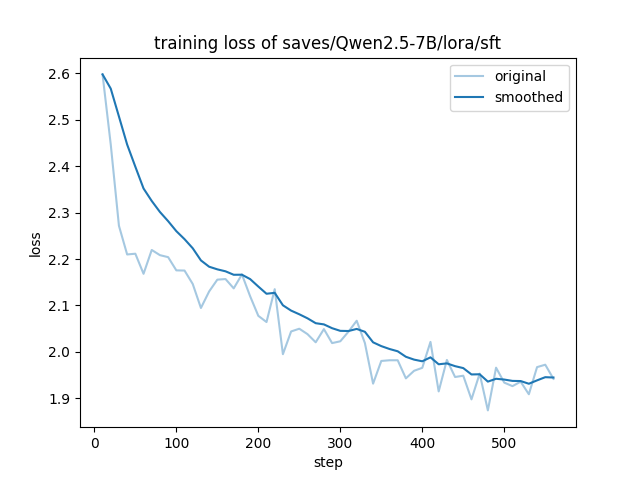 training loss of saves/Qwen2.5-7B/lora/sft
original
smoothed
2.6
2.5
2.4
2.3
2.2
2.1
2.0
1.9
loss
0 100 200 300 400 500
step